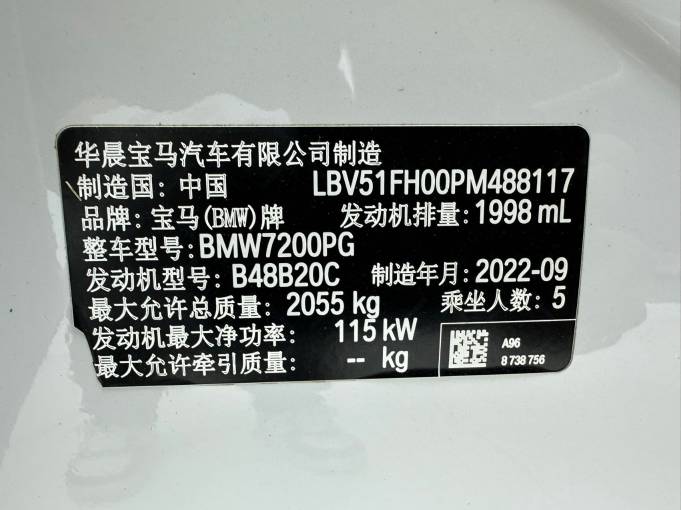 华晨宝马汽车有限公司制造
制造国: 中国 LBV51FH00PM488117
品牌: 宝马(BMW)牌 发动机排量: 1998 mL
整车型号: BMW7200PG
发动机型号: B48B20C 制造年月: 2022-09
最大允许总质量: 2055 kg 乘坐人数: 5
发动机最大净功率: 115 kW
最大允许牵引质量: -- kg
A96
8 738 756